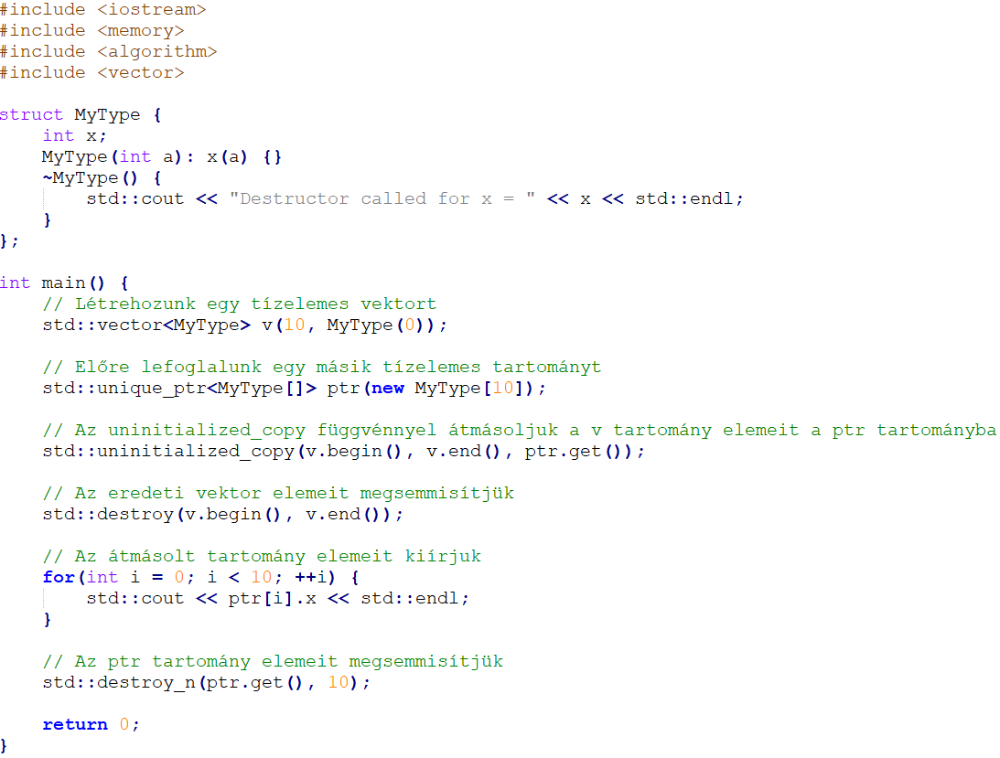 #include <iostream>
#include <memory>
#include <algorithm>
#include <vector>
struct MyType {
int x;
MyType(int a): x(a) {}
~MyType() {
std::cout << "Destructor called for x = " << x << std::endl;
}
};
int main() {
// Létrehozunk egy tízelemes vektort
std::vector<MyType> v(10, MyType(0));
// Előre lefoglalunk egy másik tízelemes tartományt
std::unique_ptr<MyType[]> ptr(new MyType[10]);
// Az uninitialized_copy függvénnyel átmásoljuk a v tartomány elemeit a ptr tartományba
std::uninitialized_copy(v.begin(), v.end(), ptr.get());
// Az eredeti vektor elemeit megsemmisítjük
std::destroy(v.begin(), v.end());
// Az átmásolt tartomány elemeit kiírjuk
for(int i = 0; i < 10; ++i) {
std::cout << ptr[i].x << std::endl;
}
// Az ptr tartomány elemeit megsemmisítjük
std::destroy_n(ptr.get(), 10);
return 0;
}